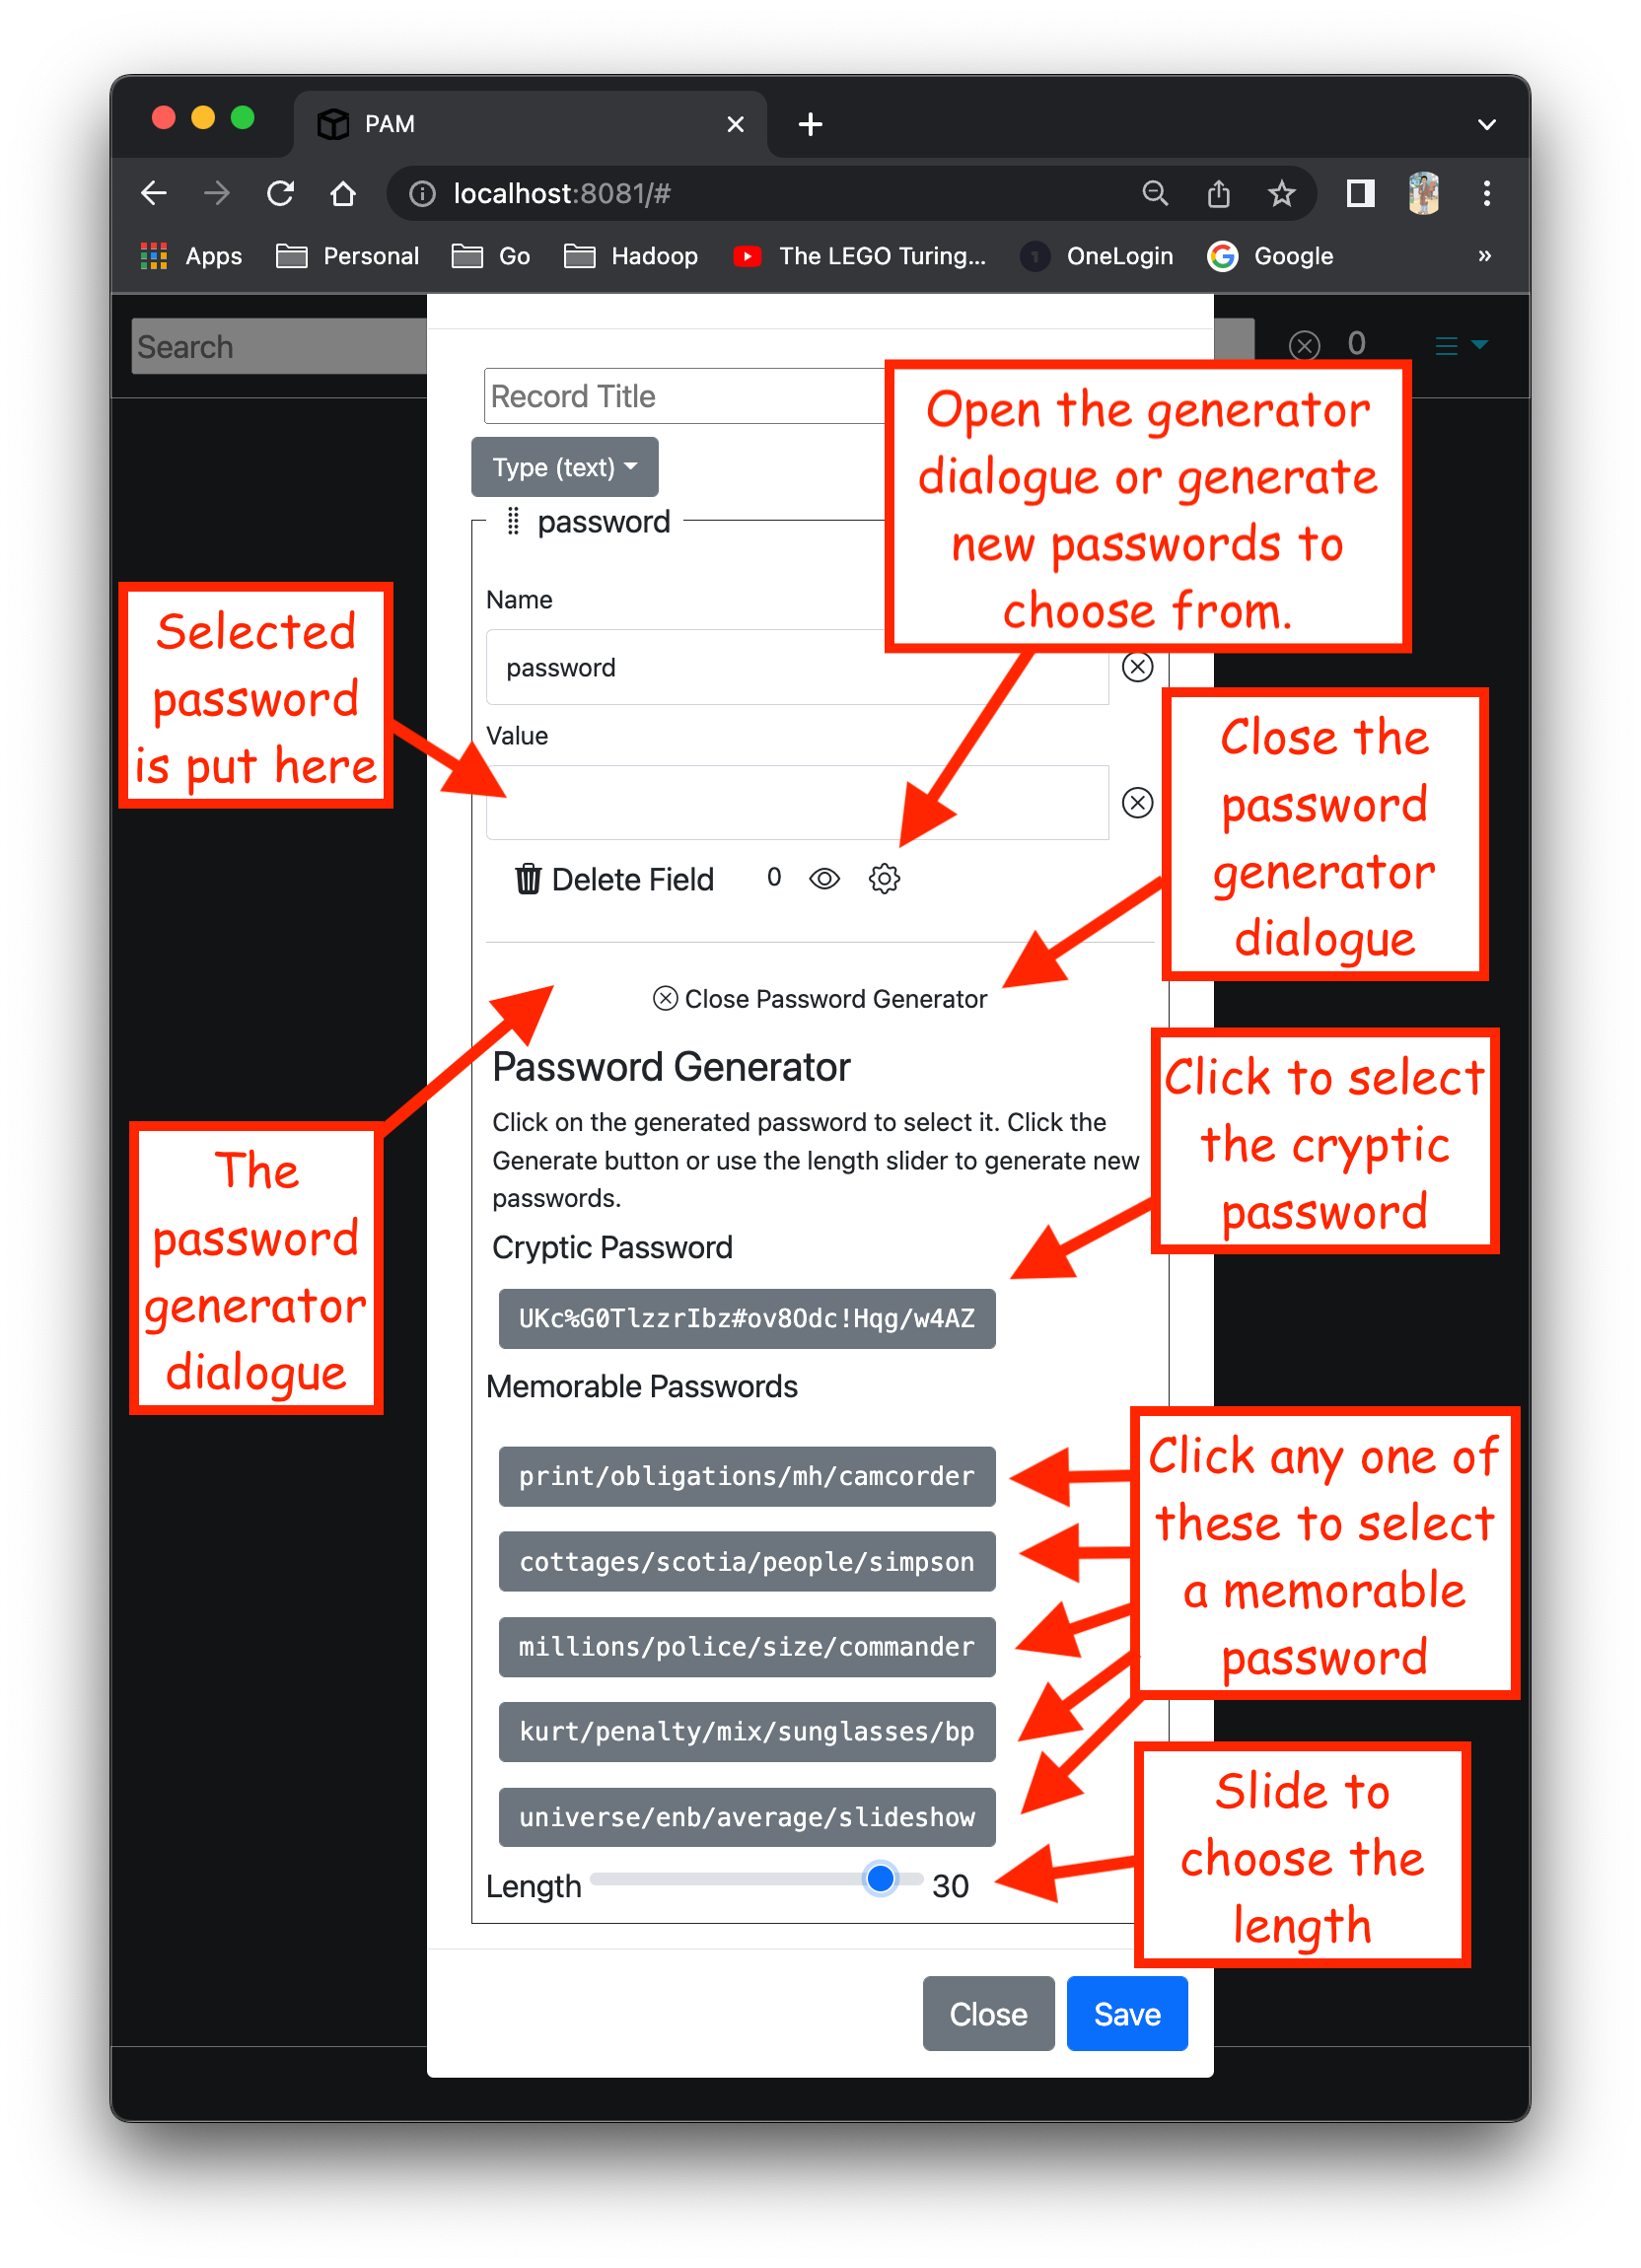 PAM
localhost:8081/#
Apps Personal Go Hadoop The LEGO Turing... OneLogin Google »
Search
0
Record Title
Type (text)
Open the generator
dialogue or generate
new passwords to
choose from.
password
Name
password
Selected
password
is put here
Value
Close the
password
generator
dialogue
Delete Field 0
Close Password Generator
Password Generator
Click on the generated password to select it. Click the
Generate button or use the length slider to generate new
passwords.
The
password
generator
dialogue
Click to select
the cryptic
password
Cryptic Password
UKc%G0TlzzrIbz#ov8Odc!Hqg/w4AZ
Memorable Passwords
print/obligations/mh/camcorder
cottages/scotia/people/simpson
millions/police/size/commander
kurt/penalty/mix/sunglasses/bp
universe/enb/average/slideshow
Click any one of
these to select
a memorable
password
Length 30
Slide to
choose the
length
Close Save